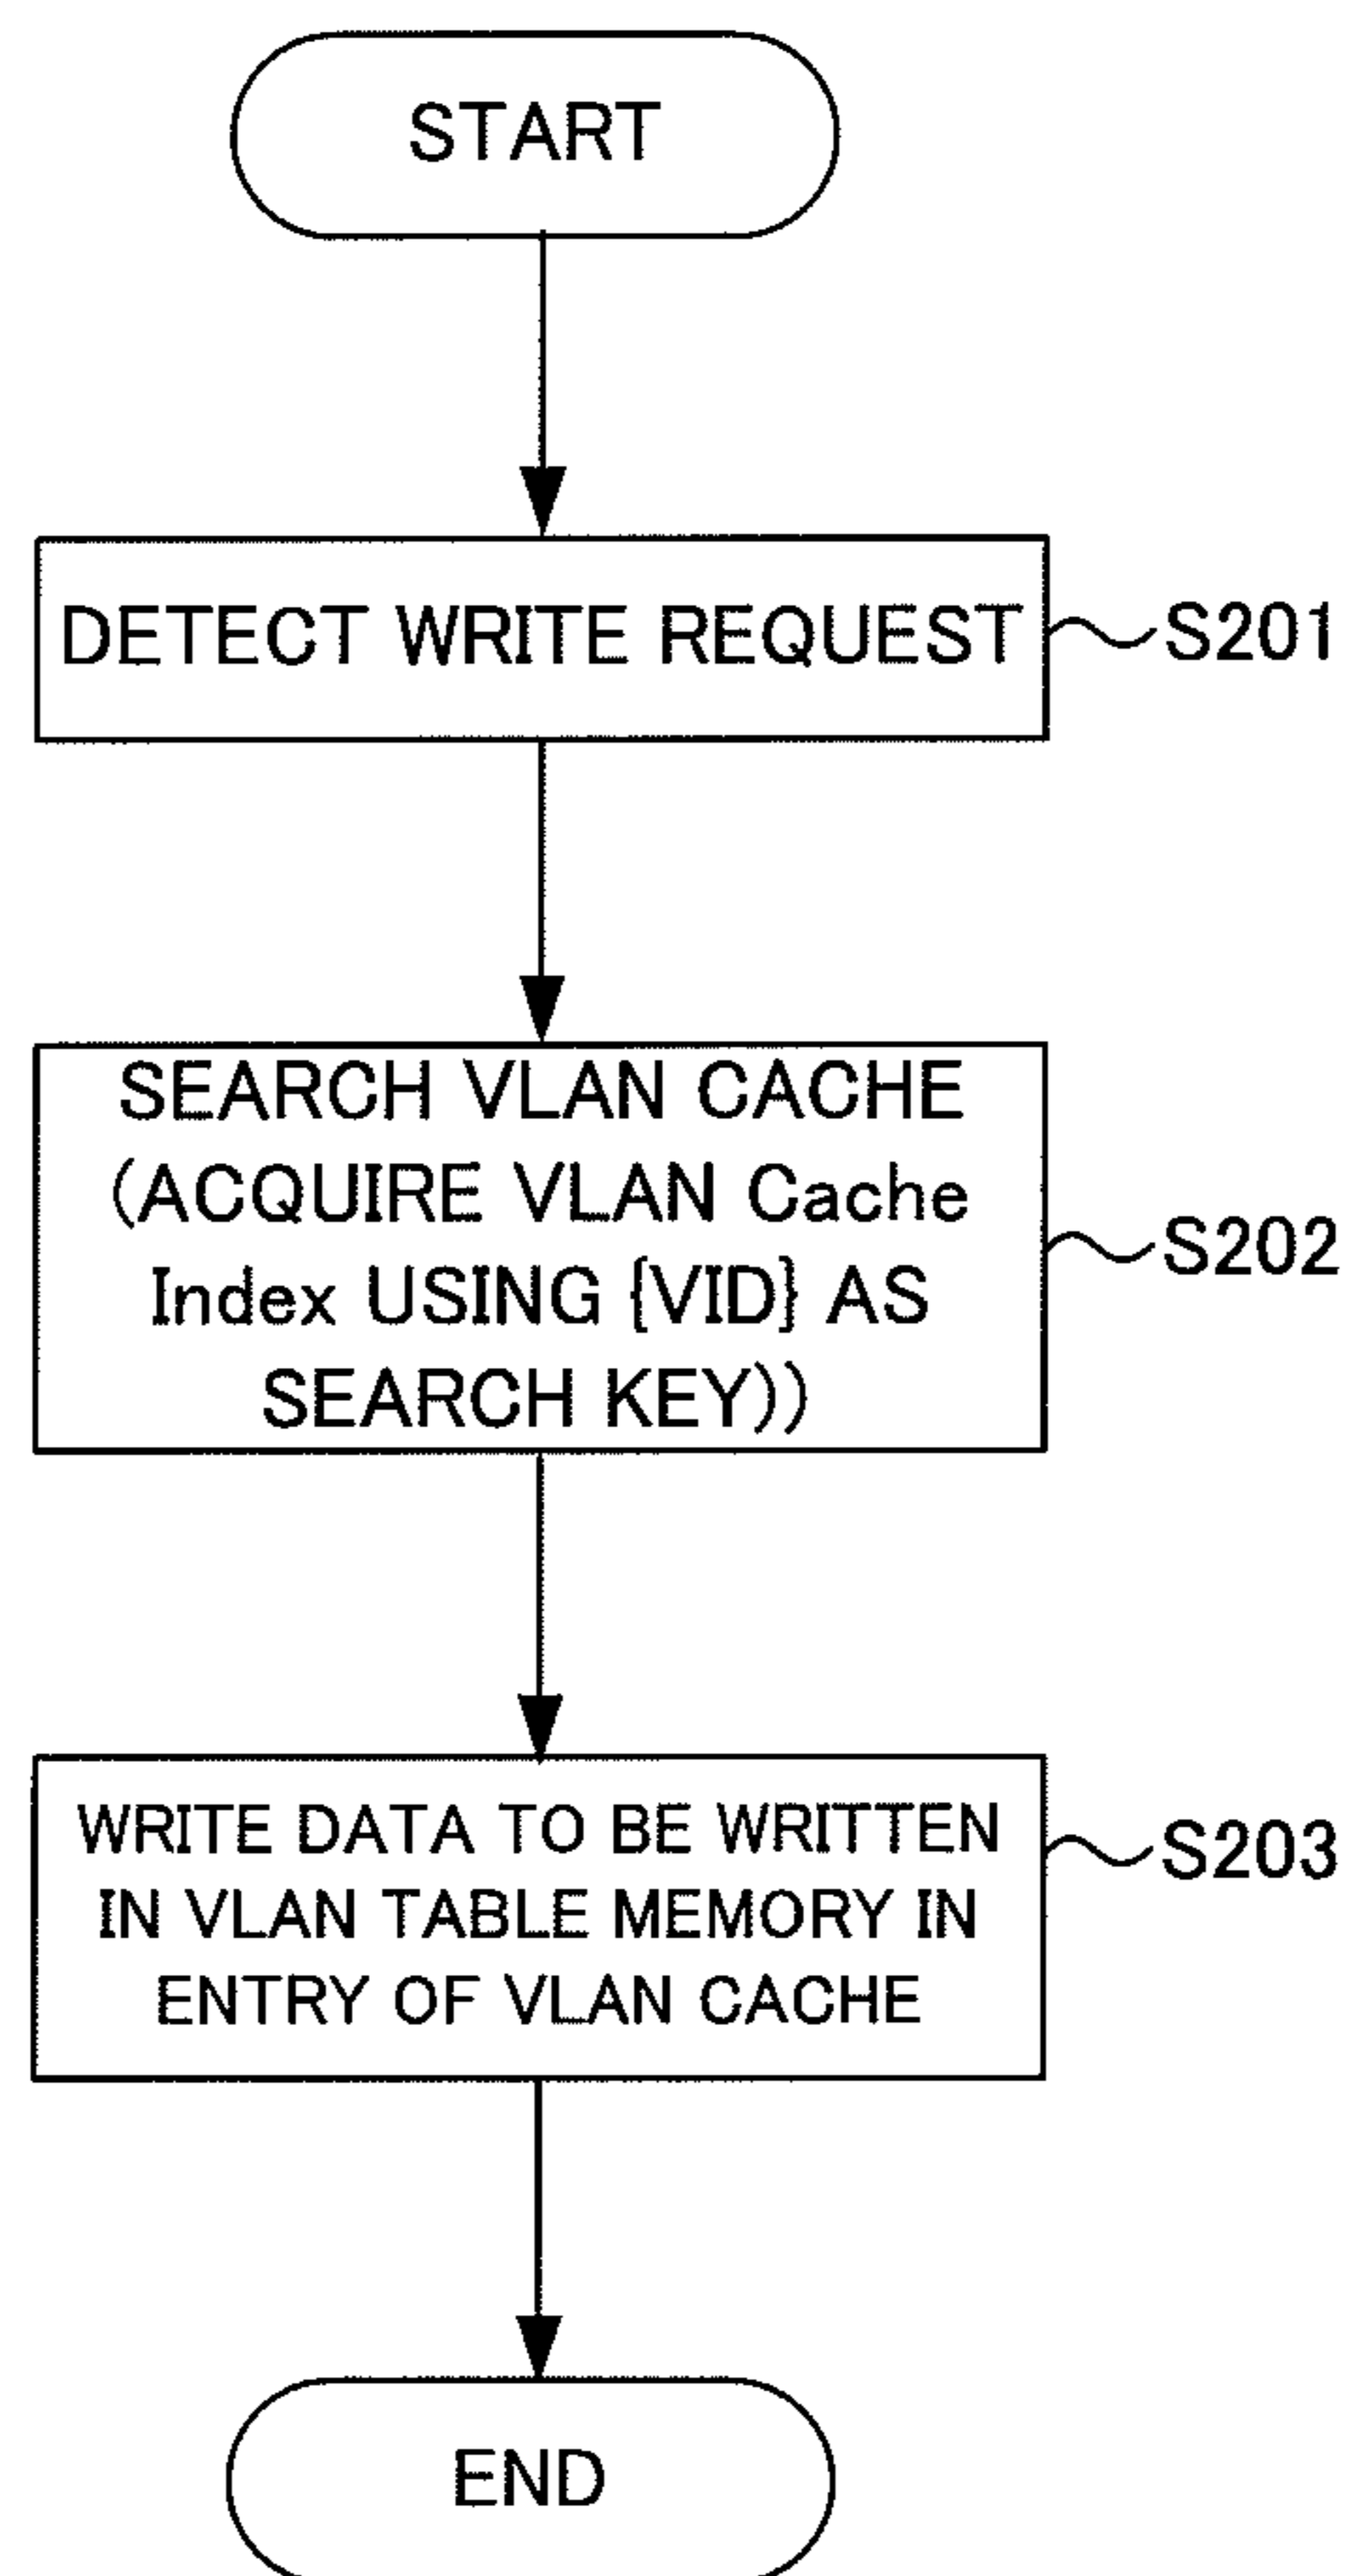 START
DETECT WRITE REQUEST
S201
SEARCH VLAN CACHE
(ACQUIRE VLAN Cache
Index USING {VID} AS
SEARCH KEY))
S202
WRITE DATA TO BE WRITTEN
IN VLAN TABLE MEMORY IN
ENTRY OF VLAN CACHE
S203
END